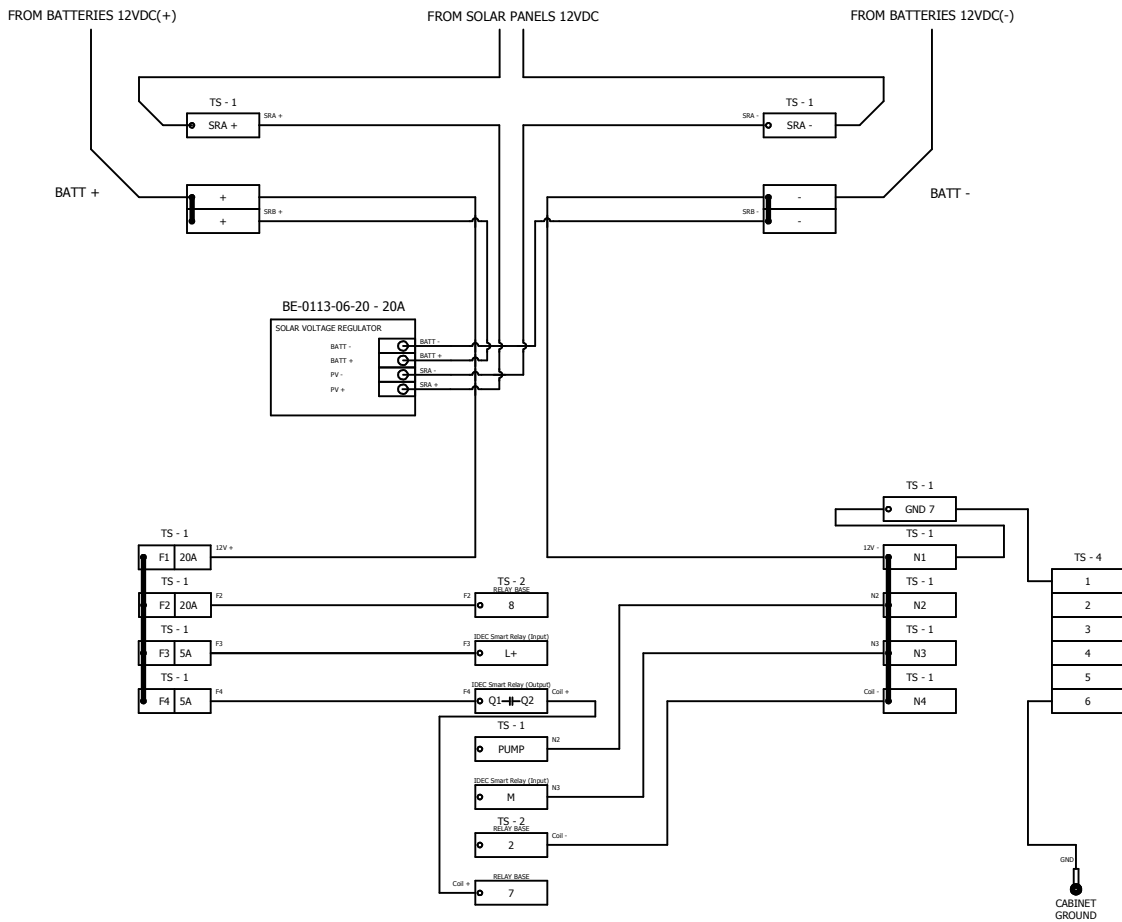 FROM BATTERIES 12VDC(+)
FROM SOLAR PANELS 12VDC
FROM BATTERIES 12VDC(-)
TS - 1
SRA +
SRA +
TS - 1
SRA -
SRA -
BATT +
+
+
SRB +
-
-
SRB -
BATT -
BE-0113-06-20 - 20A
SOLAR VOLTAGE REGULATOR
BATT -
BATT +
PV -
PV +
BATT -
BATT +
SRA -
SRA +
TS - 1
GND 7
TS - 1
F1 20A
12V +
TS - 1
12V -
N1
TS - 4
1
2
3
4
5
6
TS - 1
F2 20A
F2
TS - 2
RELAY BASE
F2
8
TS - 1
N2
N2
TS - 1
F3 5A
F3
IDEC Smart Relay (Input)
F3
L+
TS - 1
N3
N3
TS - 1
F4 5A
F4
IDEC Smart Relay (Output)
F4
Q1 Q2
Coil +
TS - 1
Coil -
N4
TS - 1
PUMP
N2
IDEC Smart Relay (Input)
M
N3
TS - 2
RELAY BASE
2
Coil -
RELAY BASE
Coil +
7
GND
CABINET
GROUND